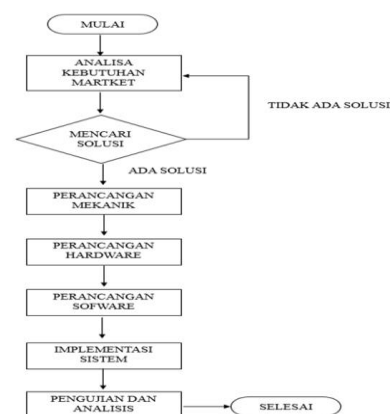 MULAI
ANALISA
KEBUTUHAN
MARTKET
TIDAK ADA SOLUSI
MENCARI
SOLUSI
ADA SOLUSI
PERANCANGAN
MEKANIK
PERANCANGAN
HARDWARE
PERANCANGAN
SOFWARE
IMPLEMENTASI
SISTEM
PENGUJIAN DAN
ANALISIS
SELESAI